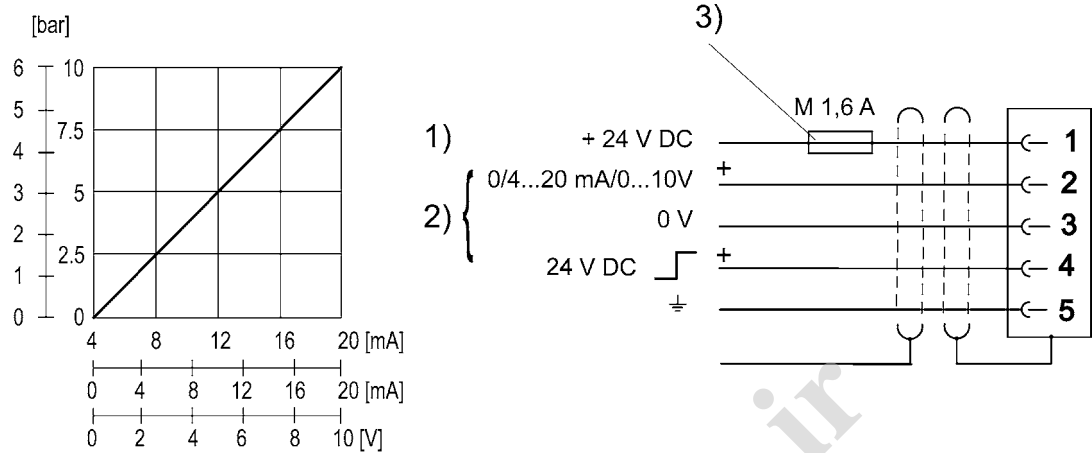 [bar]
6
5
4
3
2
1
0
10
7.5
5
2.5
0
4 8 12 16 20 [mA]
0 4 8 12 16 20 [mA]
0 2 4 6 8 10 [V]
3)
M 1,6 A
1) + 24 V DC 1
2) 0/4...20 mA/0...10V + 2
0 V 3
24 V DC + 4
5
ir